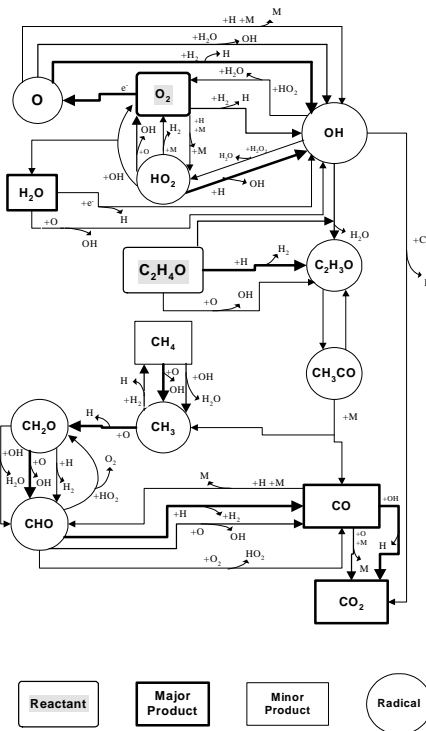 +H +M M
+H₂O OH
+H₂ H
+H₂O
+HO₂
e⁻
O
O₂
+H₂ H
OH
OH
+O
H₂
+M
+H
+M
+M
H₂O
+H₂O₂
HO₂
+OH
+H OH
H₂O
+e⁻
H
+O
OH
H₂O
C₂H₄O
+H
H₂
C₂H₃O
+O
OH
CH₄
CH₃CO
H
+H₂
+O
OH
+OH
H₂O
+M
CH₂O
H
+O
CH₃
+OH
H₂O
+O
OH
+H
H₂
O₂
+HO₂
M
+H +M
CHO
+H
+H₂
CO
+OH
+O
OH
+O
+M
M
H
+O₂
HO₂
CO₂
Reactant
Major
Product
Minor
Product
Radical